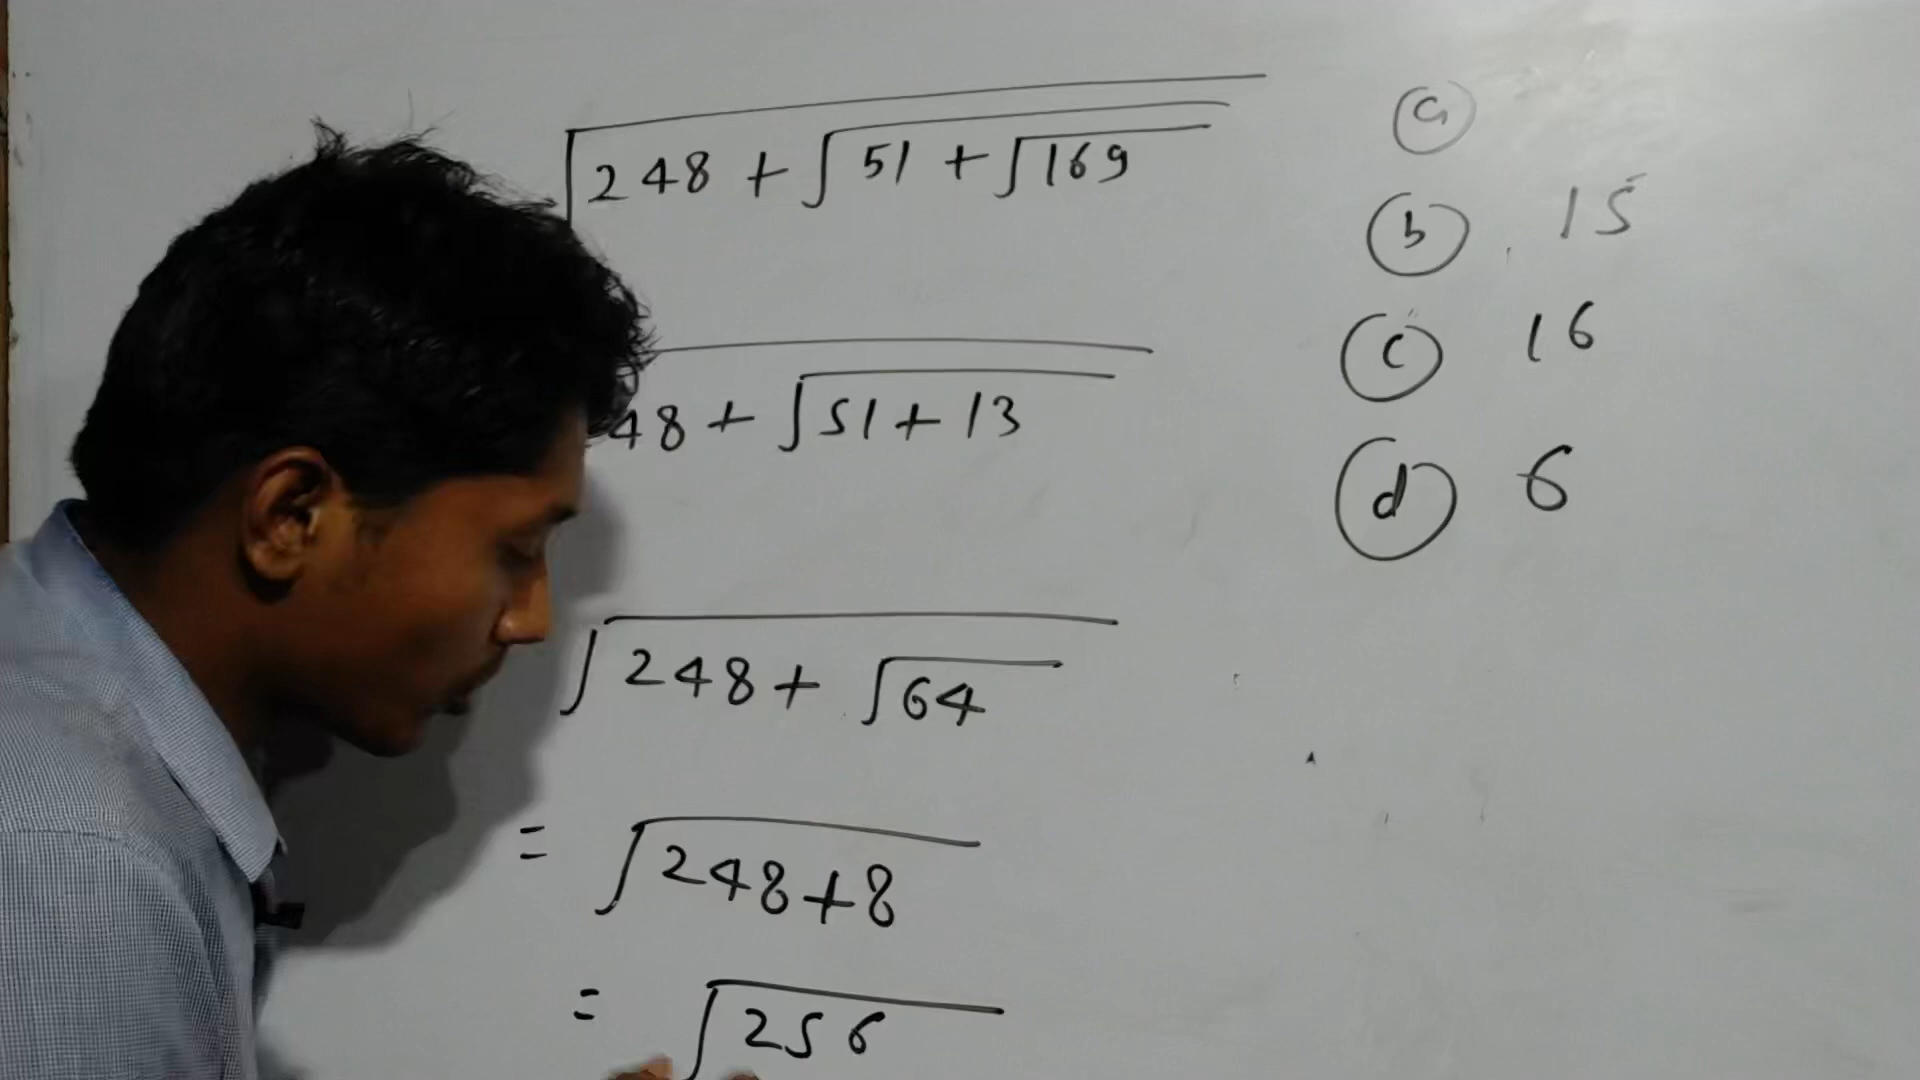 √248 + √51 + √169
48 + √51 + 13
√248 + √64
= √248 + 8
= √256
a
b 15
c 16
d 6